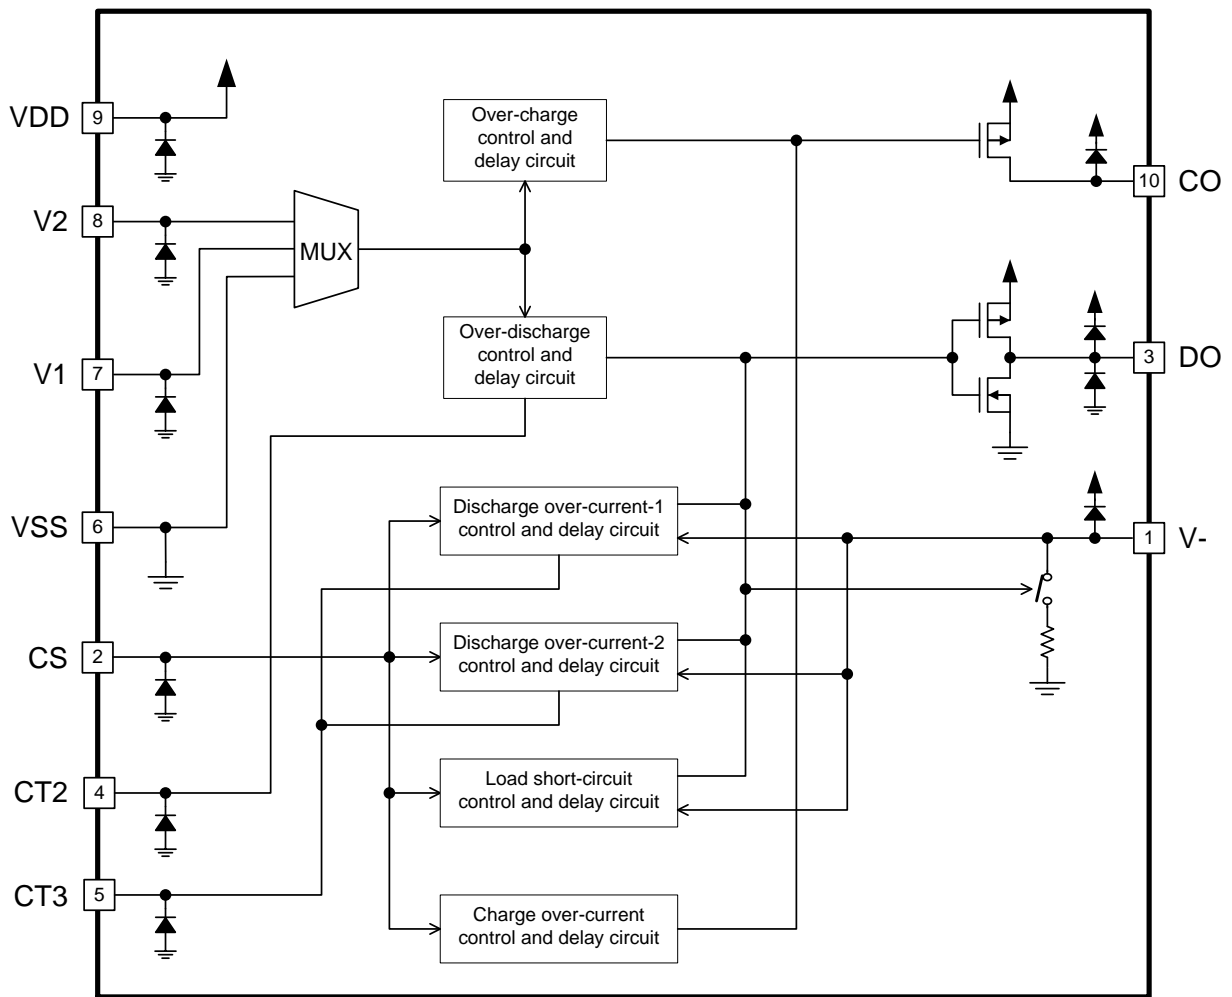 VDD
9
Over-charge
control and
delay circuit
10
CO
V2
8
MUX
Over-discharge
control and
delay circuit
3
DO
V1
7
VSS
6
Discharge over-current-1
control and delay circuit
1
V-
CS
2
Discharge over-current-2
control and delay circuit
CT2
4
Load short-circuit
control and delay circuit
CT3
5
Charge over-current
control and delay circuit